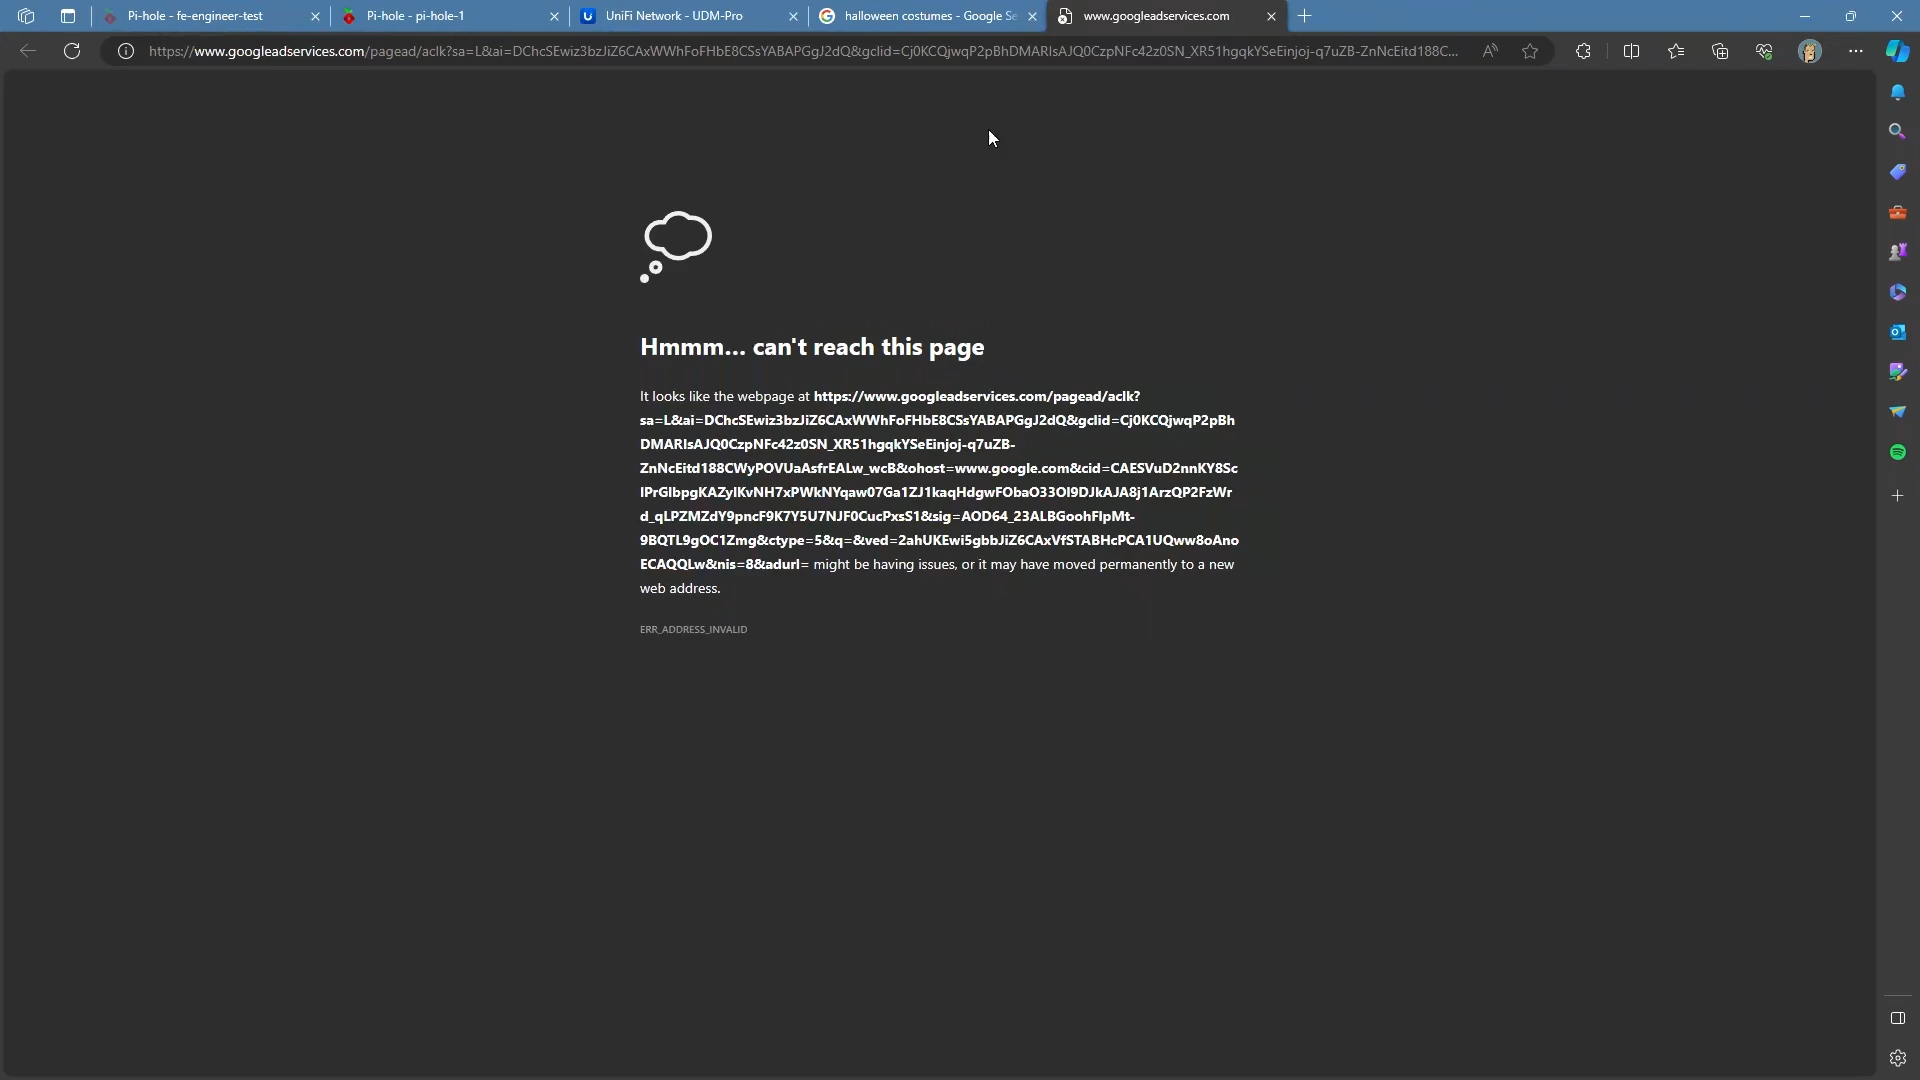 Pi-hole - fe-engineer-test
Pi-hole - pi-hole-1
UniFi Network - UDM-Pro
halloween costumes - Google Se
www.googleadservices.com
https://www.googleadservices.com/pagead/aclk?sa=L&ai=DChcSEwiz3bzJiZ6CAxWWhFoFHbE8CSsYABAPGgJ2dQ&gclid=Cj0KCQjwqP2pBhDMARIsAJQ0CzpNFc42z0SN_XR51hgqkYSeEinjoj-q7uZB-ZnNcEitd188C...
Hmmm... can't reach this page
It looks like the webpage at https://www.googleadservices.com/pagead/aclk?
sa=L&ai=DChcSEwiz3bzJiZ6CAxWWhFoFHbE8CSsYABAPGgJ2dQ&gclid=Cj0KCQjwqP2pBh
DMARIsAJQ0CzpNFc42z0SN_XR51hgqkYSeEinjoj-q7uZB-
ZnNcEitd188CWyPOVUaAsfrEALw_wcB&ohost=www.google.com&cid=CAESVuD2nnKY8Sc
IPrGIbpgKAZylKvNH7xPWkNYqaw07Ga1ZJ1kaqHdgwFObaO33OI9DJkAJA8j1ArzQP2FzWr
d_qLPZMZdY9pncF9K7Y5U7NJF0CucPxsS1&sig=AOD64_23ALBGoohFIpMt-
9BQTL9gOC1Zmg&ctype=5&q=&ved=2ahUKEwi5gbbJiZ6CAxVfSTABHcPCA1UQww8oAno
ECAQQLw&nis=8&adurl= might be having issues, or it may have moved permanently to a new
web address.
ERR_ADDRESS_INVALID